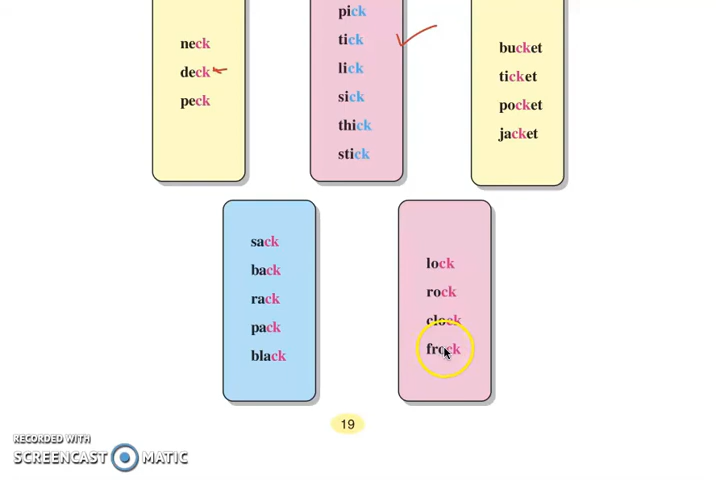 neck
deck
peck
pick
tick
lick
sick
thick
stick
bucket
ticket
pocket
jacket
sack
back
rack
pack
black
lock
rock
clock
frock
19
RECORDED WITH
SCREENCAST MATIC